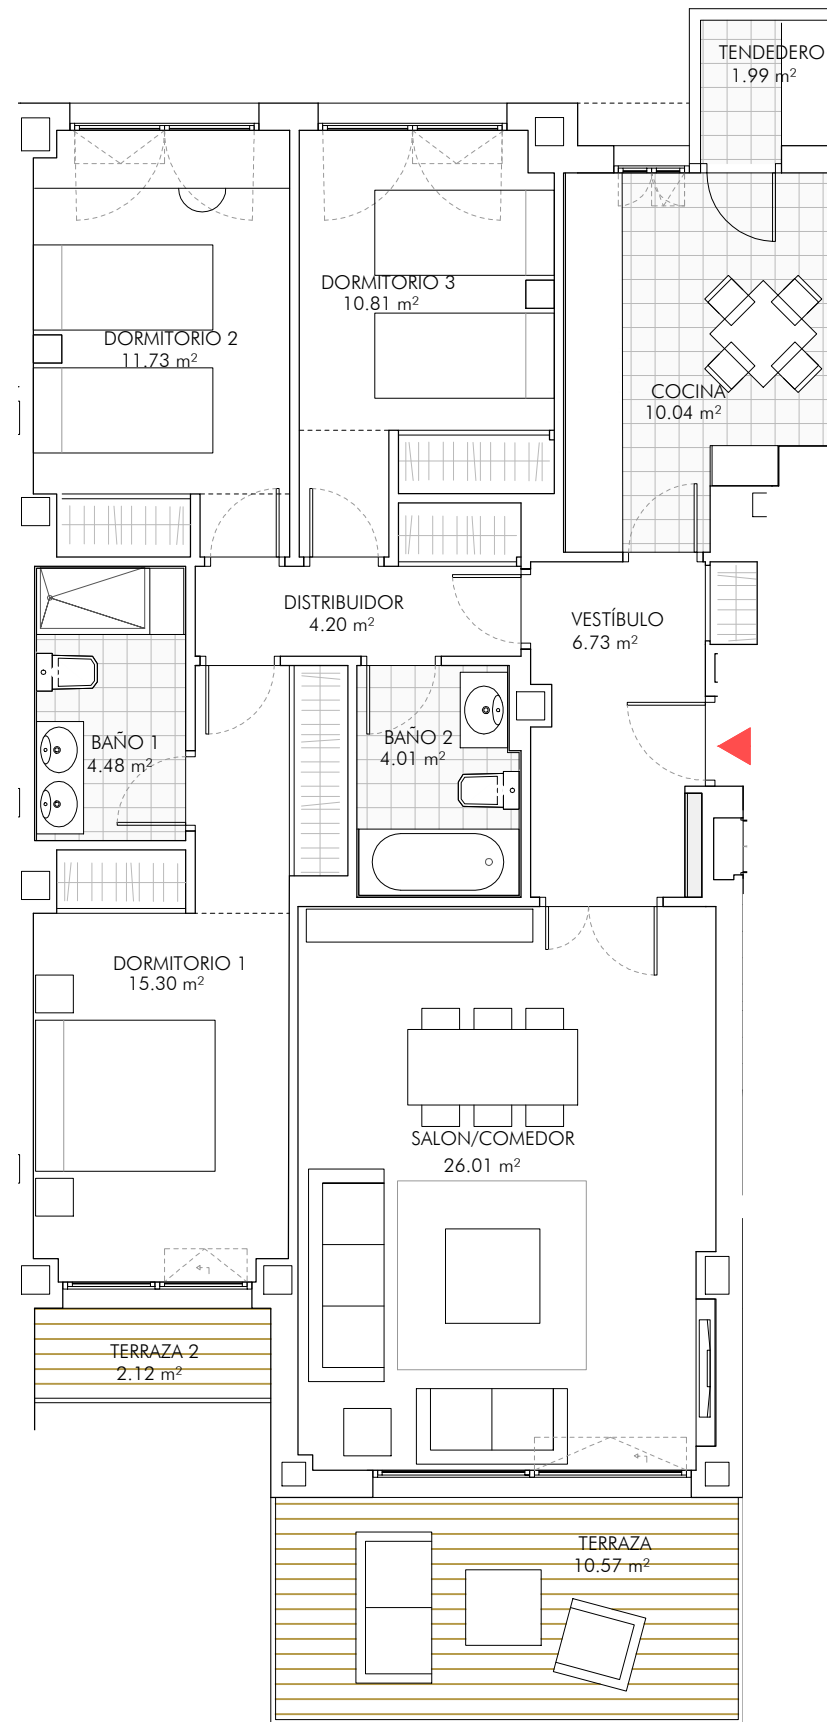 TENDEDERO
1.99 m²
DORMITORIO 3
10.81 m²
DORMITORIO 2
11.73 m²
COCINA
10.04 m²
DISTRIBUIDOR
4.20 m²
VESTÍBULO
6.73 m²
BAÑO 1
4.48 m²
BAÑO 2
4.01 m²
DORMITORIO 1
15.30 m²
SALON/COMEDOR
26.01 m²
TERRAZA 2
2.12 m²
TERRAZA
10.57 m²